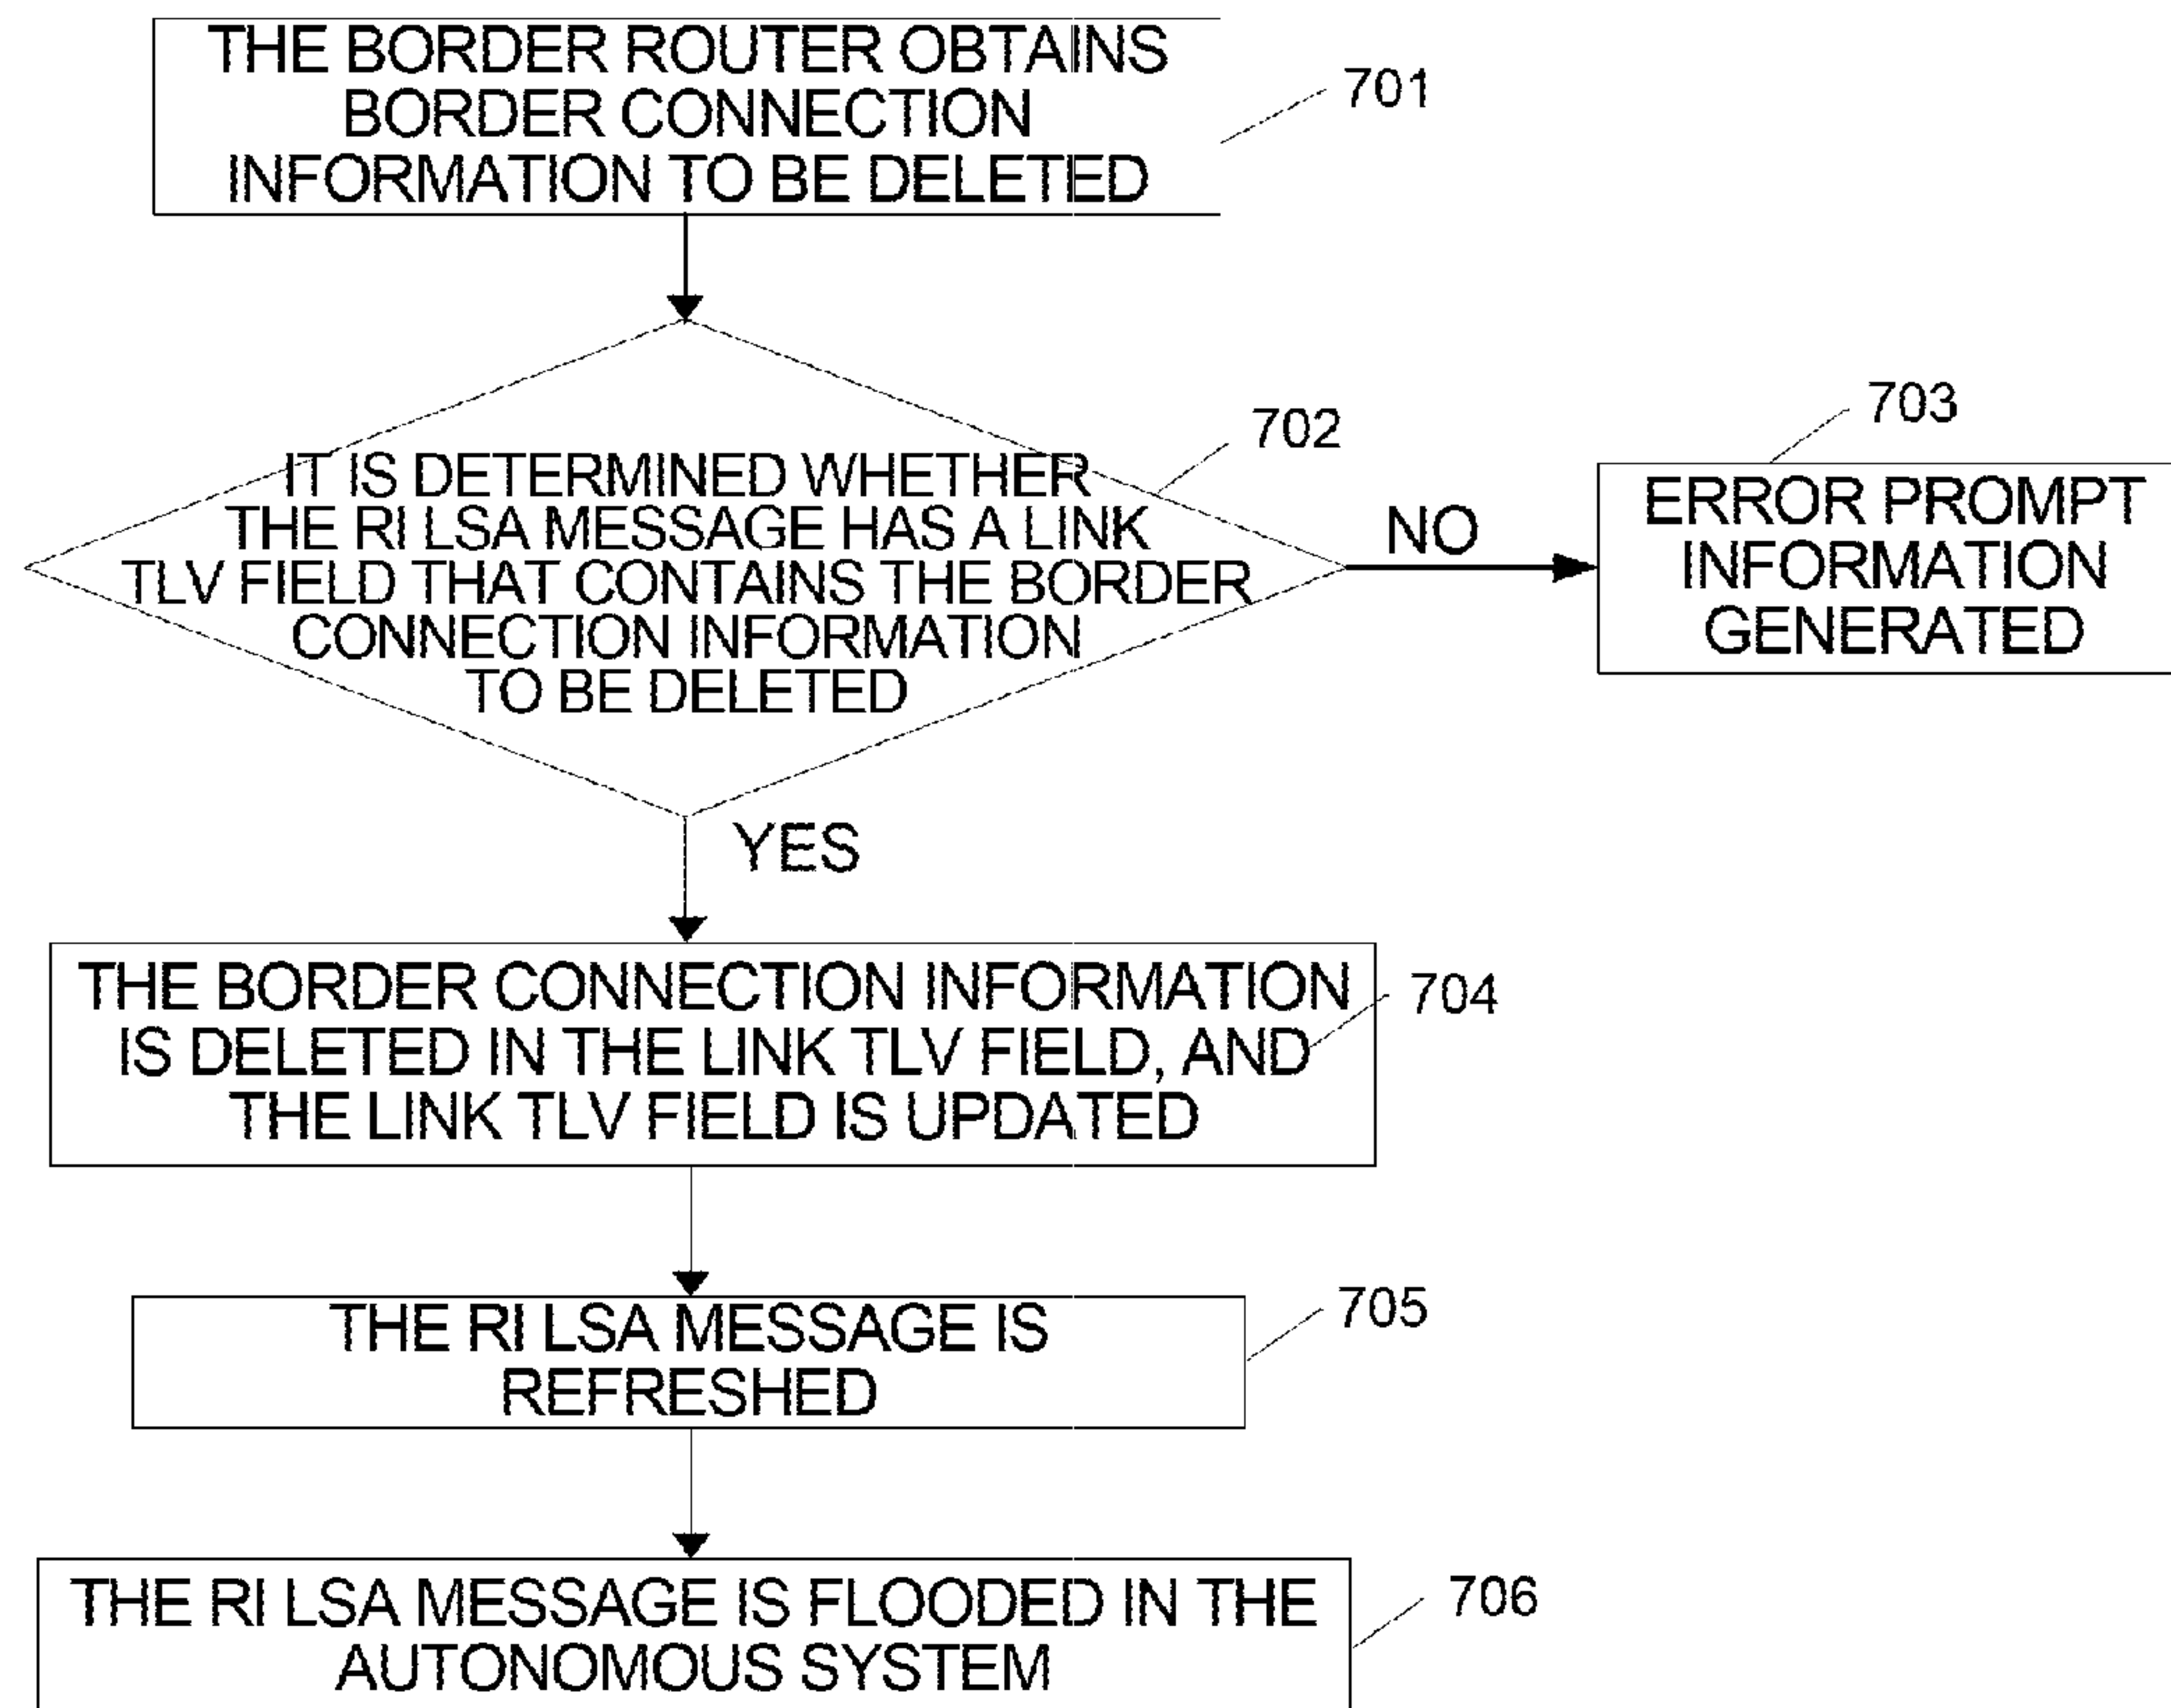 THE BORDER ROUTER OBTAINS
BORDER CONNECTION
INFORMATION TO BE DELETED
701
IT IS DETERMINED WHETHER
THE RI LSA MESSAGE HAS A LINK
TLV FIELD THAT CONTAINS THE BORDER
CONNECTION INFORMATION
TO BE DELETED
702
NO
703
ERROR PROMPT
INFORMATION
GENERATED
YES
THE BORDER CONNECTION INFORMATION
IS DELETED IN THE LINK TLV FIELD, AND
THE LINK TLV FIELD IS UPDATED
704
THE RI LSA MESSAGE IS
REFRESHED
705
THE RI LSA MESSAGE IS FLOODED IN THE
AUTONOMOUS SYSTEM
706